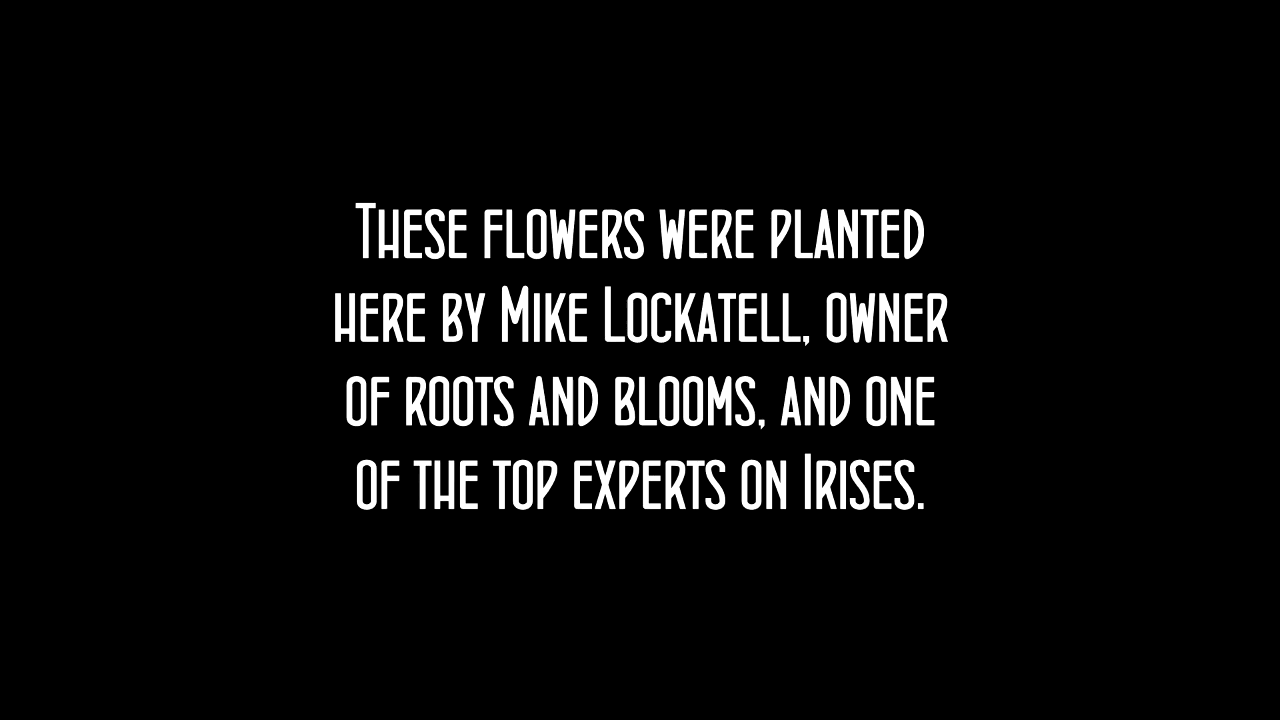 These flowers were planted
here by Mike Lockatell, owner
of roots and blooms, and one
of the top experts on Irises.